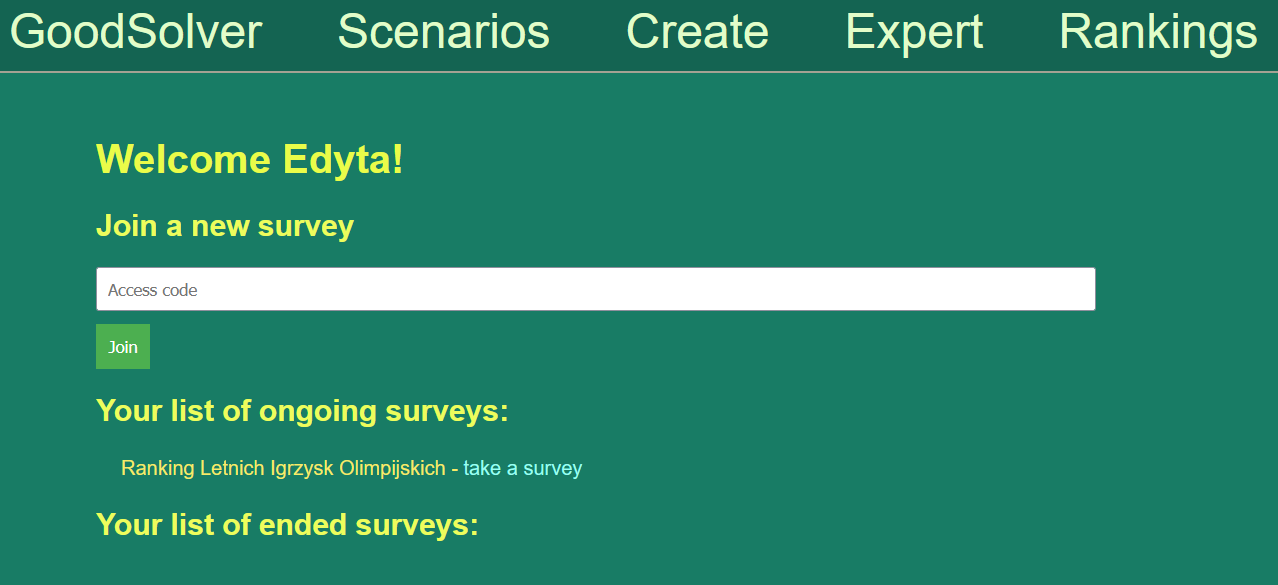 GoodSolver Scenarios Create Expert Rankings
Welcome Edyta!
Join a new survey
Access code
Join
Your list of ongoing surveys:
Ranking Letnich Igrzysk Olimpijskich - take a survey
Your list of ended surveys: